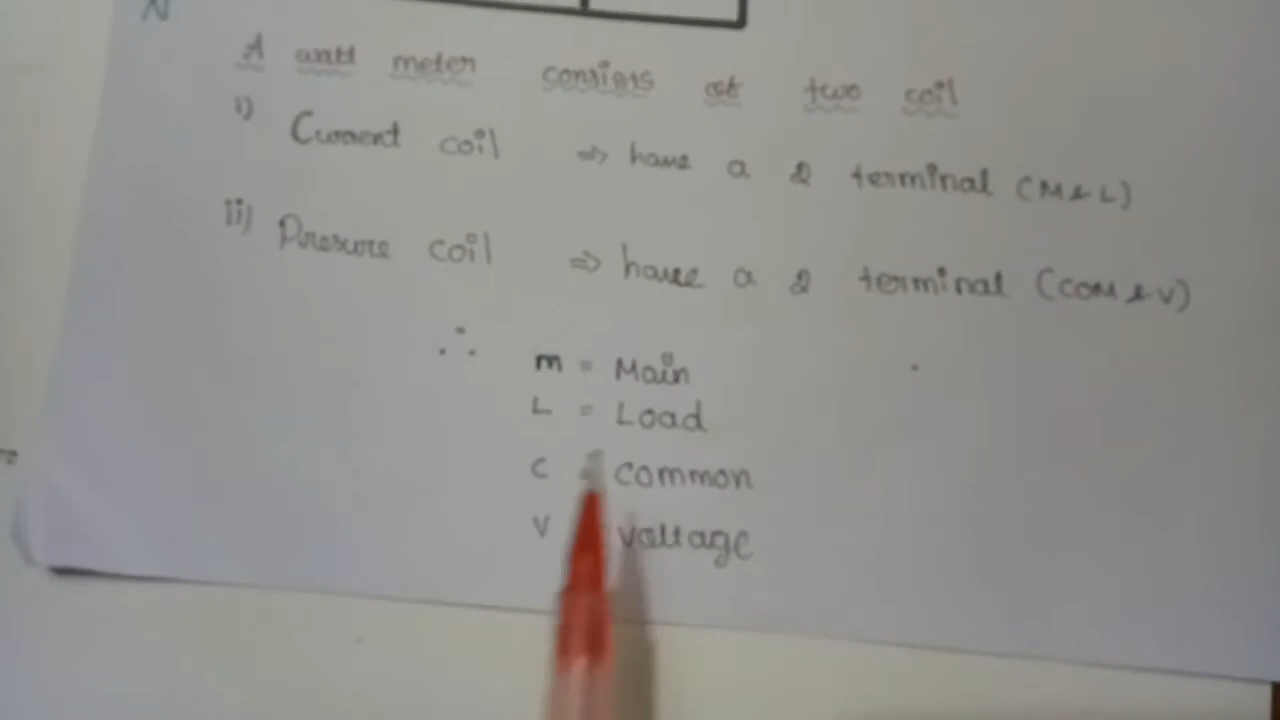 N
A watt meter consists of two coil
i) Current coil ⇒ have a 2 terminal (M & L)
ii) Presure coil ⇒ have a 2 terminal (COM & V)
∴ m = Main
L = Load
C = common
V voltage